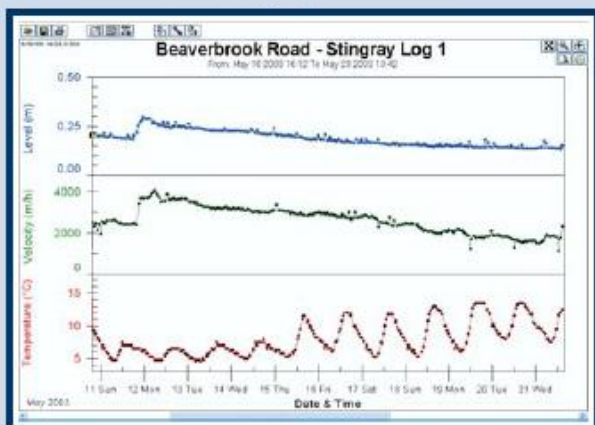 Beaverbrook Road - Stingray Log 1
0.50
0.25
0.00
Level (m)
4000
2000
0
Velocity (m/h)
15
10
5
Temperature (°C)
11 Sun 12 Mon 13 Tue 14 Wed 15 Thu 16 Fri 17 Sat 18 Sun 19 Mon 20 Tue 21 Wed
May 2003
Date & Time